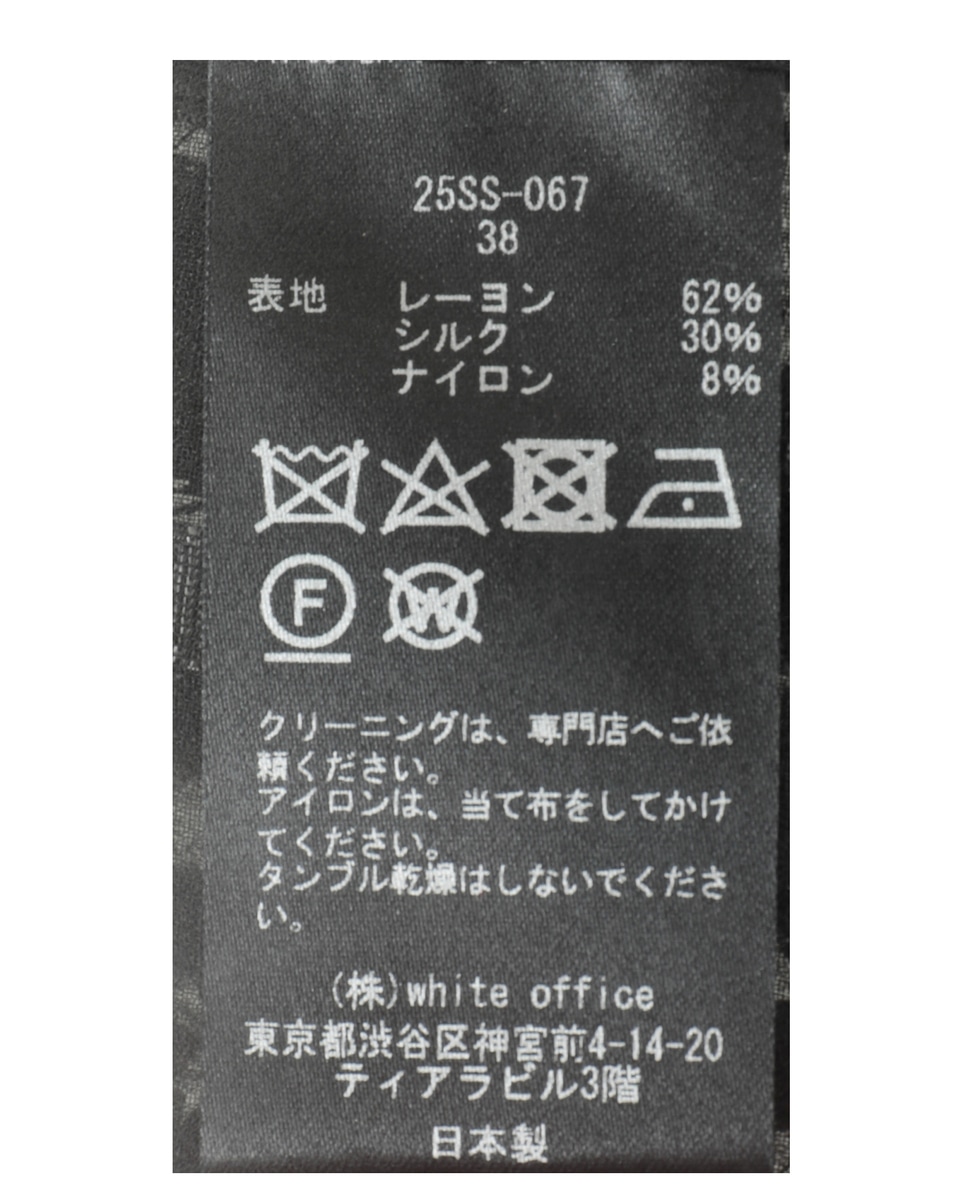 25SS-067
38
表地 レーヨン 62%
シルク 30%
ナイロン 8%
F W
クリーニングは、専門店へご依
頼ください。
アイロンは、当て布をしてかけ
てください。
タンブル乾燥はしないでくださ
い。
(株)white office
東京都渋谷区神宮前4-14-20
ティアラビル3階
日本製